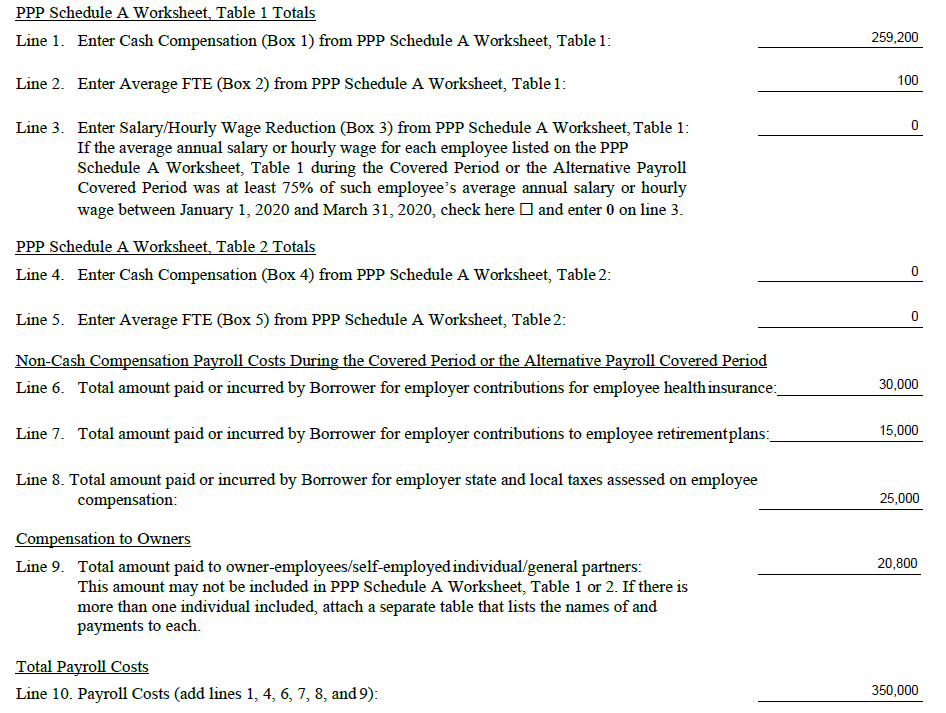 PPP Schedule A Worksheet, Table 1 Totals
Line 1. Enter Cash Compensation (Box 1) from PPP Schedule A Worksheet, Table 1: 259,200
Line 2. Enter Average FTE (Box 2) from PPP Schedule A Worksheet, Table 1: 100
Line 3. Enter Salary/Hourly Wage Reduction (Box 3) from PPP Schedule A Worksheet, Table 1: 0
If the average annual salary or hourly wage for each employee listed on the PPP
Schedule A Worksheet, Table 1 during the Covered Period or the Alternative Payroll
Covered Period was at least 75% of such employee's average annual salary or hourly
wage between January 1, 2020 and March 31, 2020, check here ☐ and enter 0 on line 3.
PPP Schedule A Worksheet, Table 2 Totals
Line 4. Enter Cash Compensation (Box 4) from PPP Schedule A Worksheet, Table 2: 0
Line 5. Enter Average FTE (Box 5) from PPP Schedule A Worksheet, Table 2: 0
Non-Cash Compensation Payroll Costs During the Covered Period or the Alternative Payroll Covered Period
Line 6. Total amount paid or incurred by Borrower for employer contributions for employee health insurance: 30,000
Line 7. Total amount paid or incurred by Borrower for employer contributions to employee retirement plans: 15,000
Line 8. Total amount paid or incurred by Borrower for employer state and local taxes assessed on employee
compensation: 25,000
Compensation to Owners
Line 9. Total amount paid to owner-employees/self-employed individual/general partners: 20,800
This amount may not be included in PPP Schedule A Worksheet, Table 1 or 2. If there is
more than one individual included, attach a separate table that lists the names of and
payments to each.
Total Payroll Costs
Line 10. Payroll Costs (add lines 1, 4, 6, 7, 8, and 9): 350,000